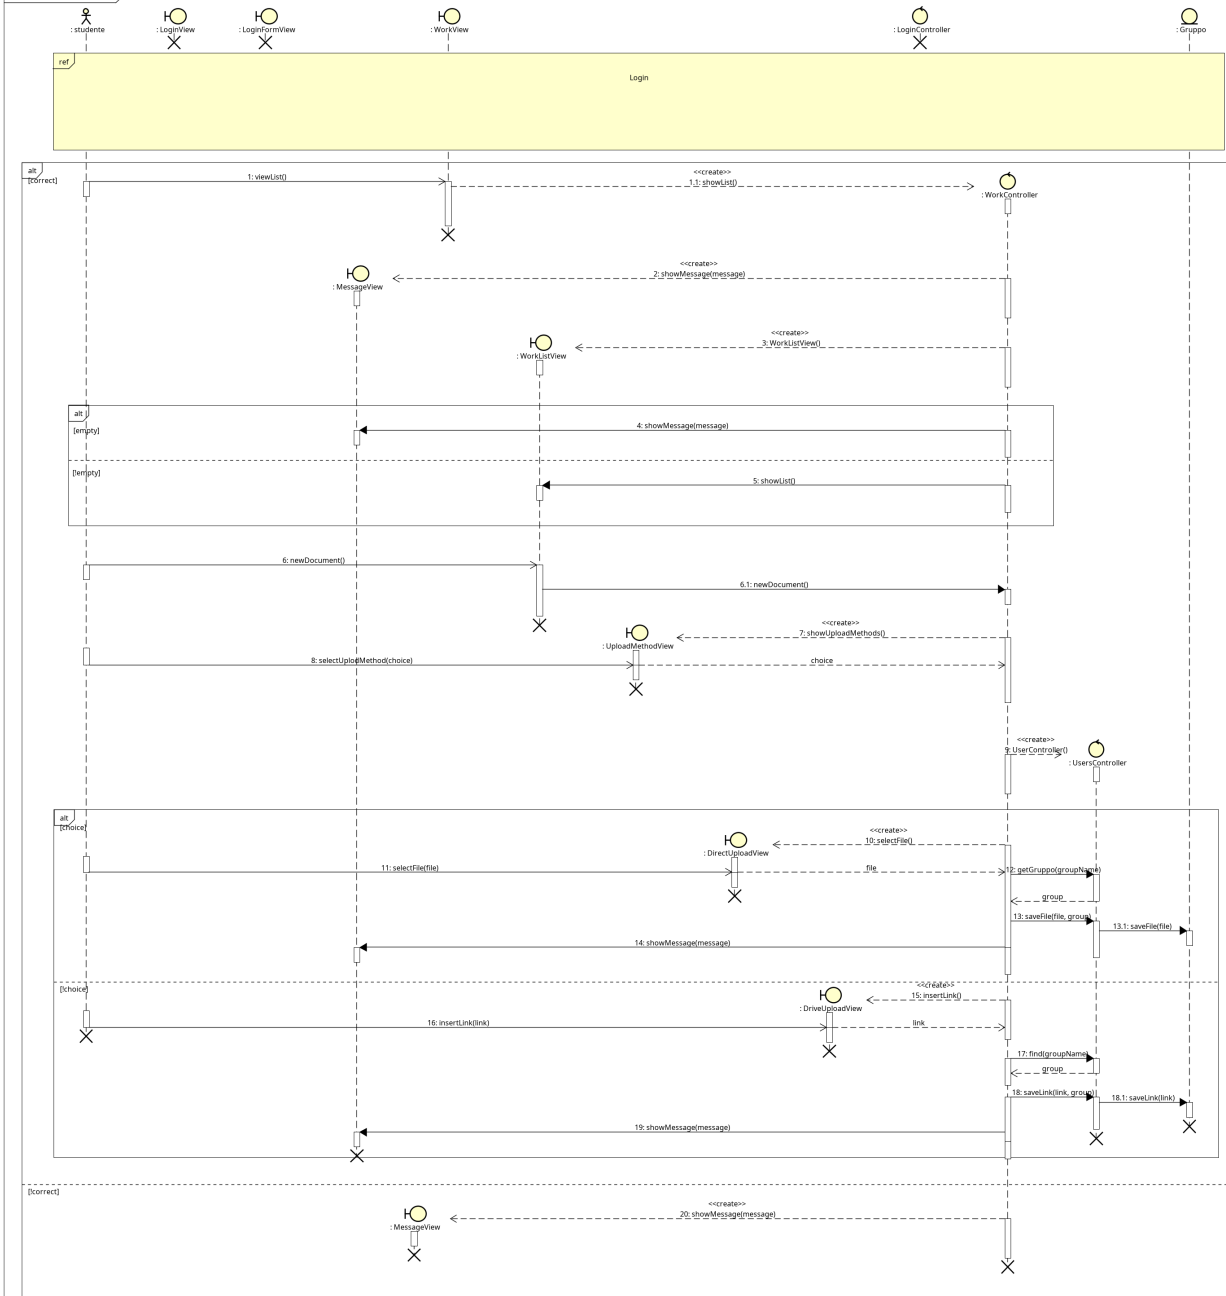 : studente
: LoginView
: LoginFormView
: WorkView
: LoginController
: Gruppo
ref
Login
alt
[correct]
1: viewList()
<<create>>
1.1: showList()
: WorkController
<<create>>
2: showMessage(message)
: MessageView
<<create>>
3: WorkListView()
: WorkListView
alt
[empty]
4: showMessage(message)
[!empty]
5: showList()
6: newDocument()
6.1: newDocument()
<<create>>
7: showUploadMethods()
: UploadMethodView
8: selectUplodMethod(choice)
choice
<<create>>
9: UserController()
: UsersController
alt
[choice]
<<create>>
10: selectFile()
: DirectUploadView
11: selectFile(file)
file
12: getGruppo(groupName)
group
13: saveFile(file, group)
13.1: saveFile(file)
14: showMessage(message)
[!choice]
<<create>>
15: insertLink()
: DriveUploadView
16: insertLink(link)
link
17: find(groupName)
group
18: saveLink(link, group)
18.1: saveLink(link)
19: showMessage(message)
[!correct]
<<create>>
20: showMessage(message)
: MessageView